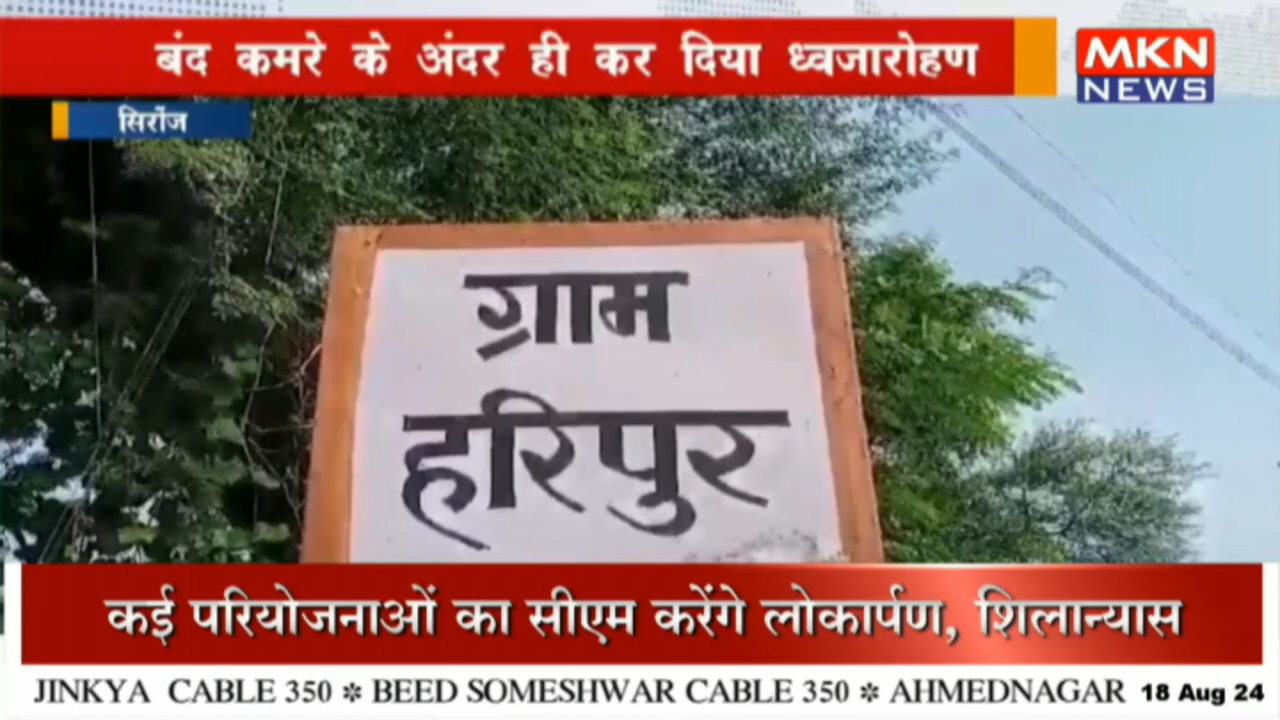 बंद कमरे के अंदर ही कर दिया ध्वजारोहण
MKN
NEWS
सिरोंज
ग्राम
हरिपुर
कई परियोजनाओं का सीएम करेंगे लोकार्पण, शिलान्यास
JINKYA CABLE 350 ✻ BEED SOMESHWAR CABLE 350 ✻ AHMEDNAGAR 18 Aug 24